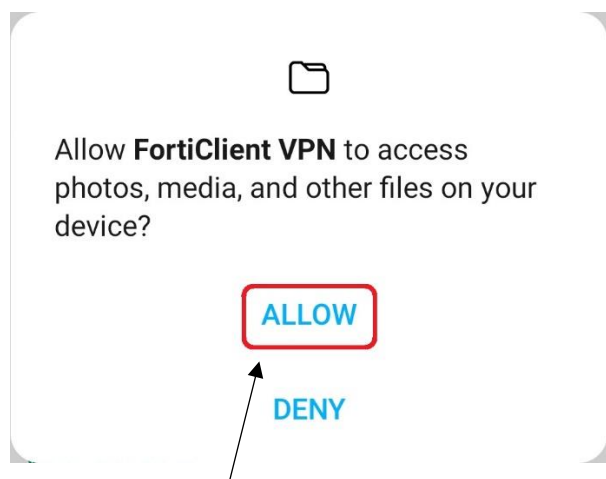 Allow FortiClient VPN to access
photos, media, and other files on your
device?
ALLOW
DENY